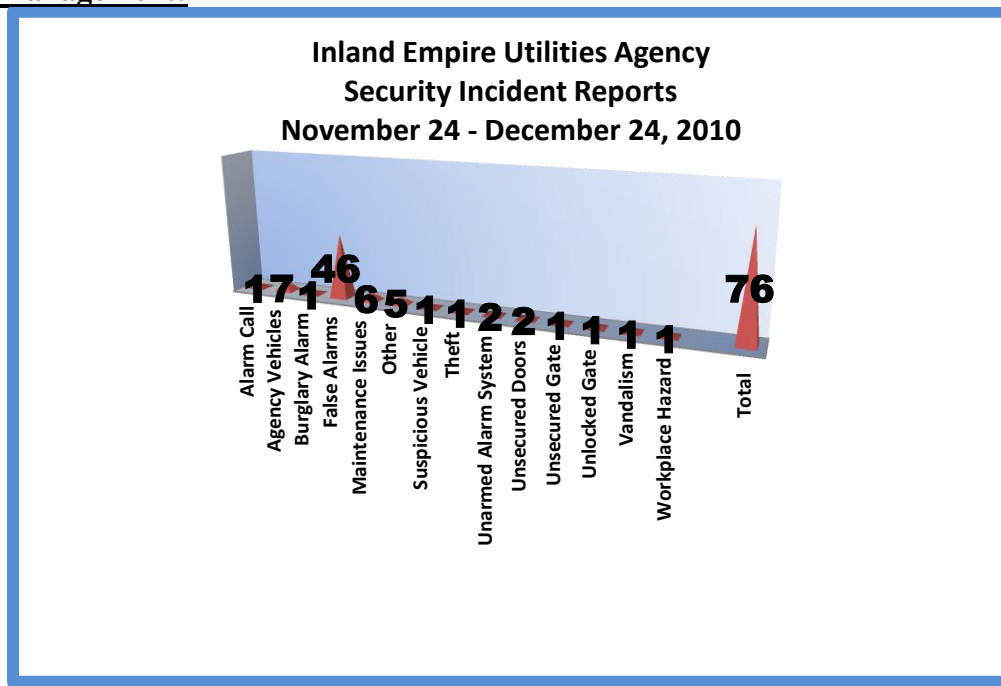 Inland Empire Utilities Agency
Security Incident Reports
November 24 - December 24, 2010
1 7 1 46 6 5 1 1 2 2 1 1 1 1 76
Alarm Call
Agency Vehicles
Burglary Alarm
False Alarms
Maintenance Issues
Other
Suspicious Vehicle
Theft
Unarmed Alarm System
Unsecured Doors
Unsecured Gate
Unlocked Gate
Vandalism
Workplace Hazard
Total